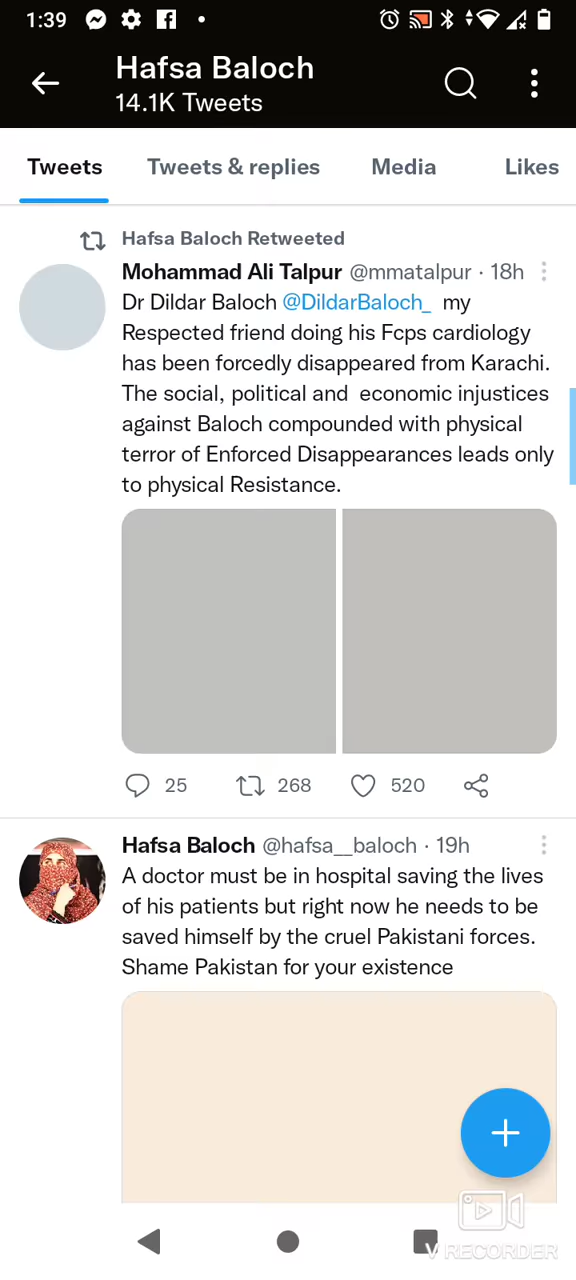 1:39
Hafsa Baloch
14.1K Tweets
Tweets Tweets & replies Media Likes
Hafsa Baloch Retweeted
Mohammad Ali Talpur @mmatalpur · 18h
Dr Dildar Baloch @DildarBaloch_ my
Respected friend doing his Fcps cardiology
has been forcedly disappeared from Karachi.
The social, political and economic injustices
against Baloch compounded with physical
terror of Enforced Disappearances leads only
to physical Resistance.
25 268 520
Hafsa Baloch @hafsa__baloch · 19h
A doctor must be in hospital saving the lives
of his patients but right now he needs to be
saved himself by the cruel Pakistani forces.
Shame Pakistan for your existence
V RECORDER